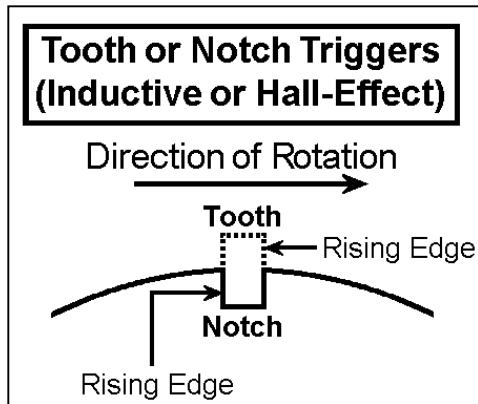 Tooth or Notch Triggers
(Inductive or Hall-Effect)
Direction of Rotation
Tooth
Rising Edge
Notch
Rising Edge